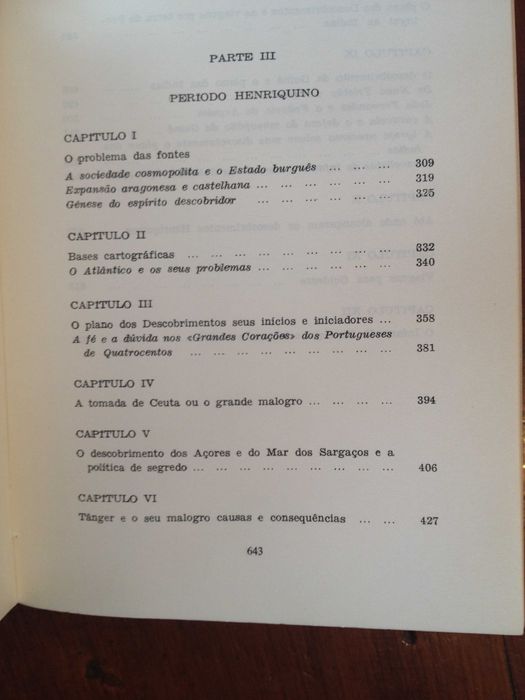 PARTE III
PERIODO HENRIQUINO
CAPITULO I
O problema das fontes
A sociedade cosmopolita e o Estado burguês ... ... ... 309
Expansão aragonesa e castelhana ... ... ... ... ... 319
Génese do espírito descobridor ... ... ... ... ... 325
CAPITULO II
Bases cartográficas ... ... ... ... ... ... ... ... 332
O Atlântico e os seus problemas ... ... ... ... ... 340
CAPITULO III
O plano dos Descobrimentos seus inícios e iniciadores ... 358
A fé e a dúvida nos «Grandes Corações» dos Portugueses
de Quatrocentos ... ... ... ... ... ... ... ... 381
CAPITULO IV
A tomada de Ceuta ou o grande malogro ... ... ... ... 394
CAPITULO V
O descobrimento dos Açores e do Mar dos Sargaços e a
política de segredo ... ... ... ... ... ... ... ... 406
CAPITULO VI
Tânger e o seu malogro causas e consequências ... ... 427
643